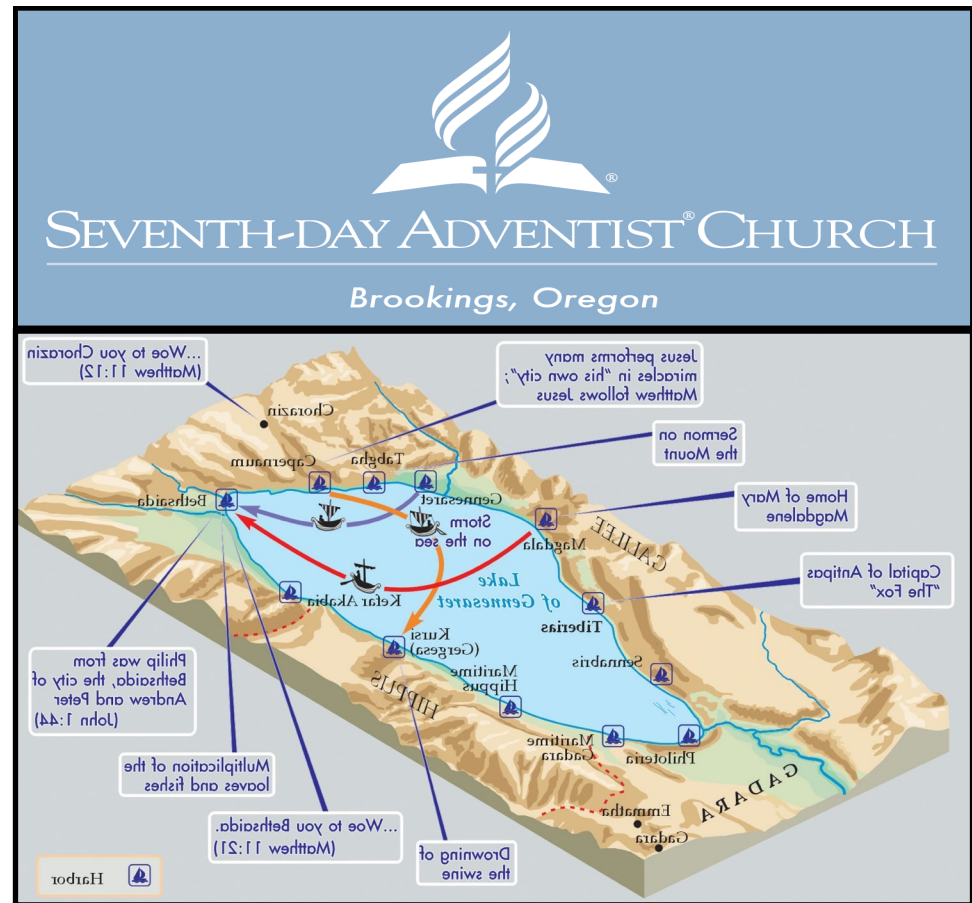 ®
SEVENTH-DAY ADVENTIST® CHURCH
Brookings, Oregon
...Woe to you Chorazin
(Matthew 11:21)
Jesus performs many
miracles in "his own city";
Matthew follows Jesus
Chorazin
Sermon on
the Mount
Capernaum
Tabgha
Bethsaida
Gennesaret
Home of Mary
Magdalene
Storm
on the sea
Magdala
GALILEE
Capital of Antipas
"The Fox"
Lake
of Gennesaret
Kefar Akabia
Tiberias
Kursi
(Gergesa)
Sennabris
Philip was from
Bethsaida, the city of
Andrew and Peter
(John 1:44)
HIPPUS
Maritime
Hippus
Maritime
Gadara
Philoteria
GADARA
Multiplication of the
loaves and fishes
Emmatha
Gadara
...Woe to you Bethsaida.
(Matthew 11:21)
Drowning of
the swine
Harbor